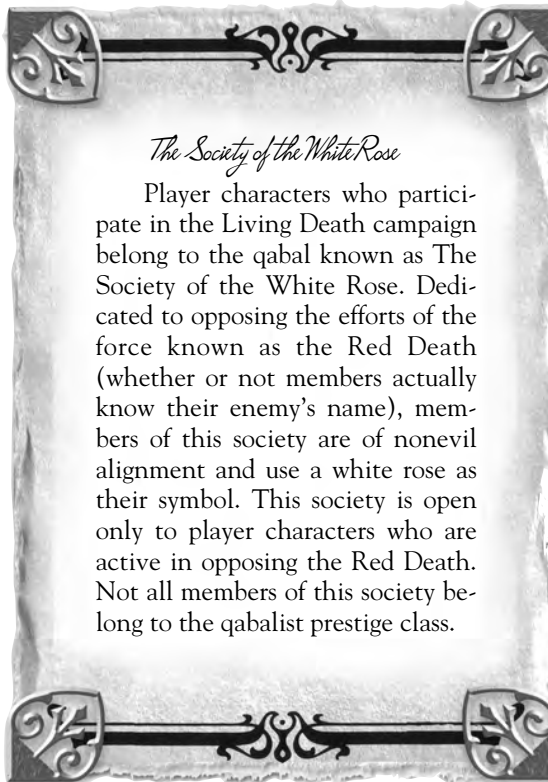 The Society of the White Rose
Player characters who partici-
pate in the Living Death campaign
belong to the qabal known as The
Society of the White Rose. Dedi-
cated to opposing the efforts of the
force known as the Red Death
(whether or not members actually
know their enemy's name), mem-
bers of this society are of nonevil
alignment and use a white rose as
their symbol. This society is open
only to player characters who are
active in opposing the Red Death.
Not all members of this society be-
long to the qabalist prestige class.